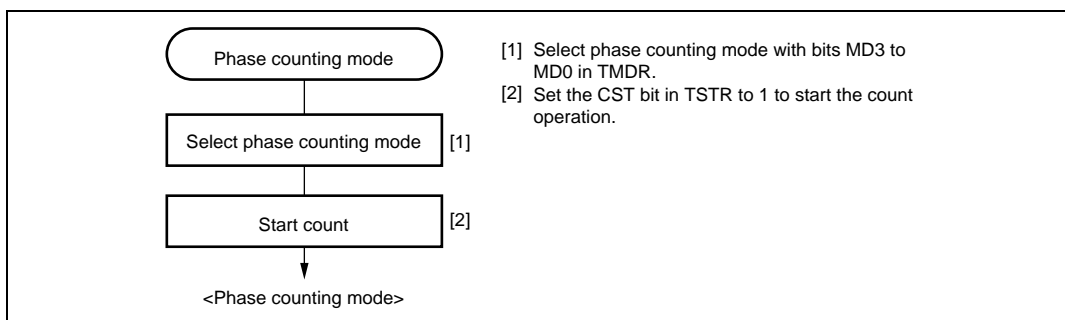 Phase counting mode
Select phase counting mode [1]
Start count [2]
<Phase counting mode>
[1] Select phase counting mode with bits MD3 to
MD0 in TMDR.
[2] Set the CST bit in TSTR to 1 to start the count
operation.